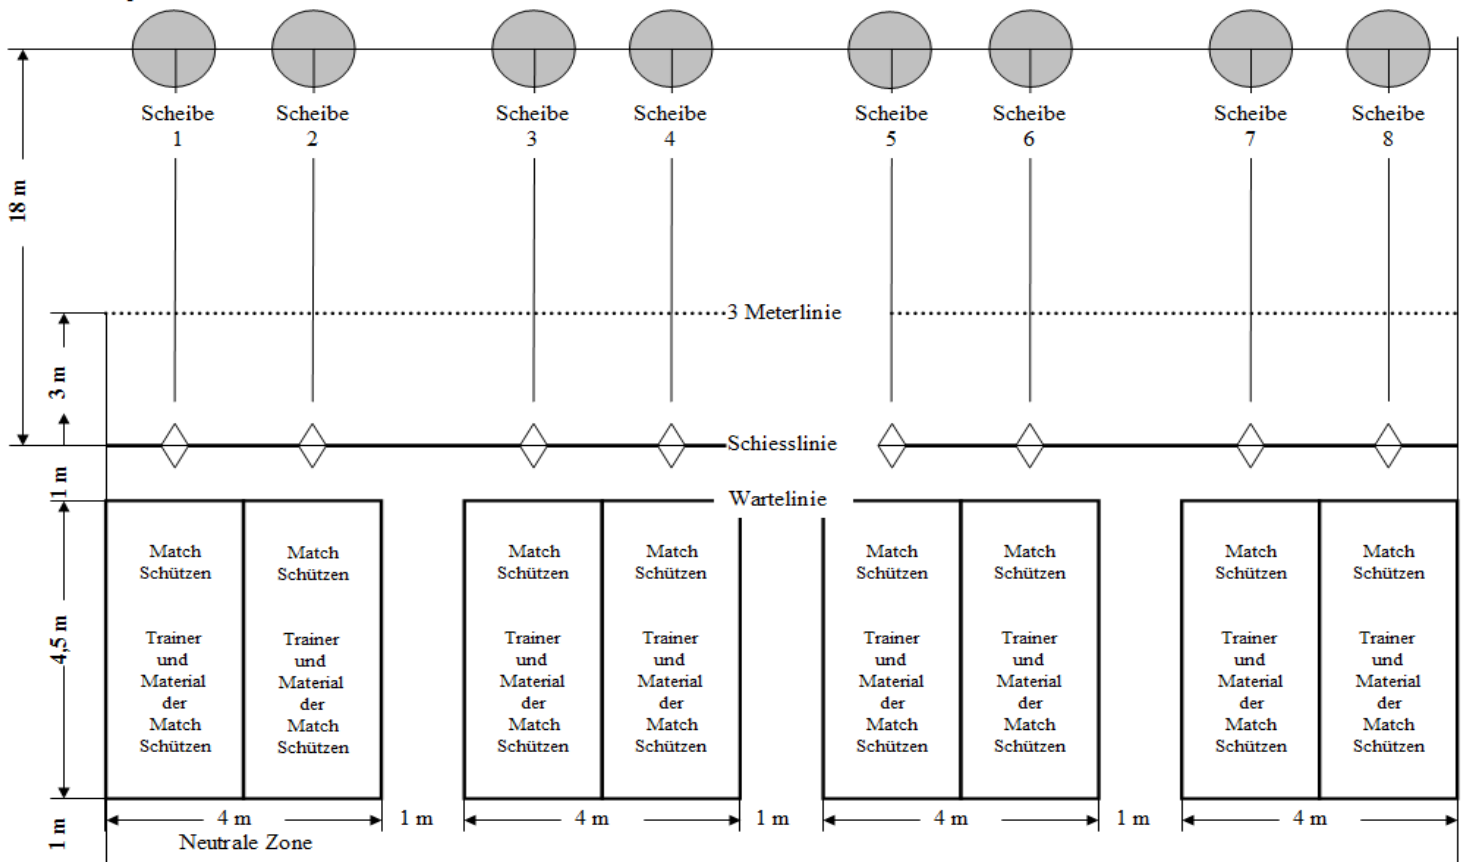 Scheibe 1
Scheibe 2
Scheibe 3
Scheibe 4
Scheibe 5
Scheibe 6
Scheibe 7
Scheibe 8
18 m
3 Meterlinie
3 m
Schiesslinie
1 m
Wartelinie
Match
Schützen
Match
Schützen
Match
Schützen
Match
Schützen
Match
Schützen
Match
Schützen
Match
Schützen
Match
Schützen
4,5 m
Trainer
und
Material
der
Match
Schützen
Trainer
und
Material
der
Match
Schützen
Trainer
und
Material
der
Match
Schützen
Trainer
und
Material
der
Match
Schützen
Trainer
und
Material
der
Match
Schützen
Trainer
und
Material
der
Match
Schützen
Trainer
und
Material
der
Match
Schützen
Trainer
und
Material
der
Match
Schützen
1 m
4 m
1 m
4 m
1 m
4 m
1 m
4 m
Neutrale Zone